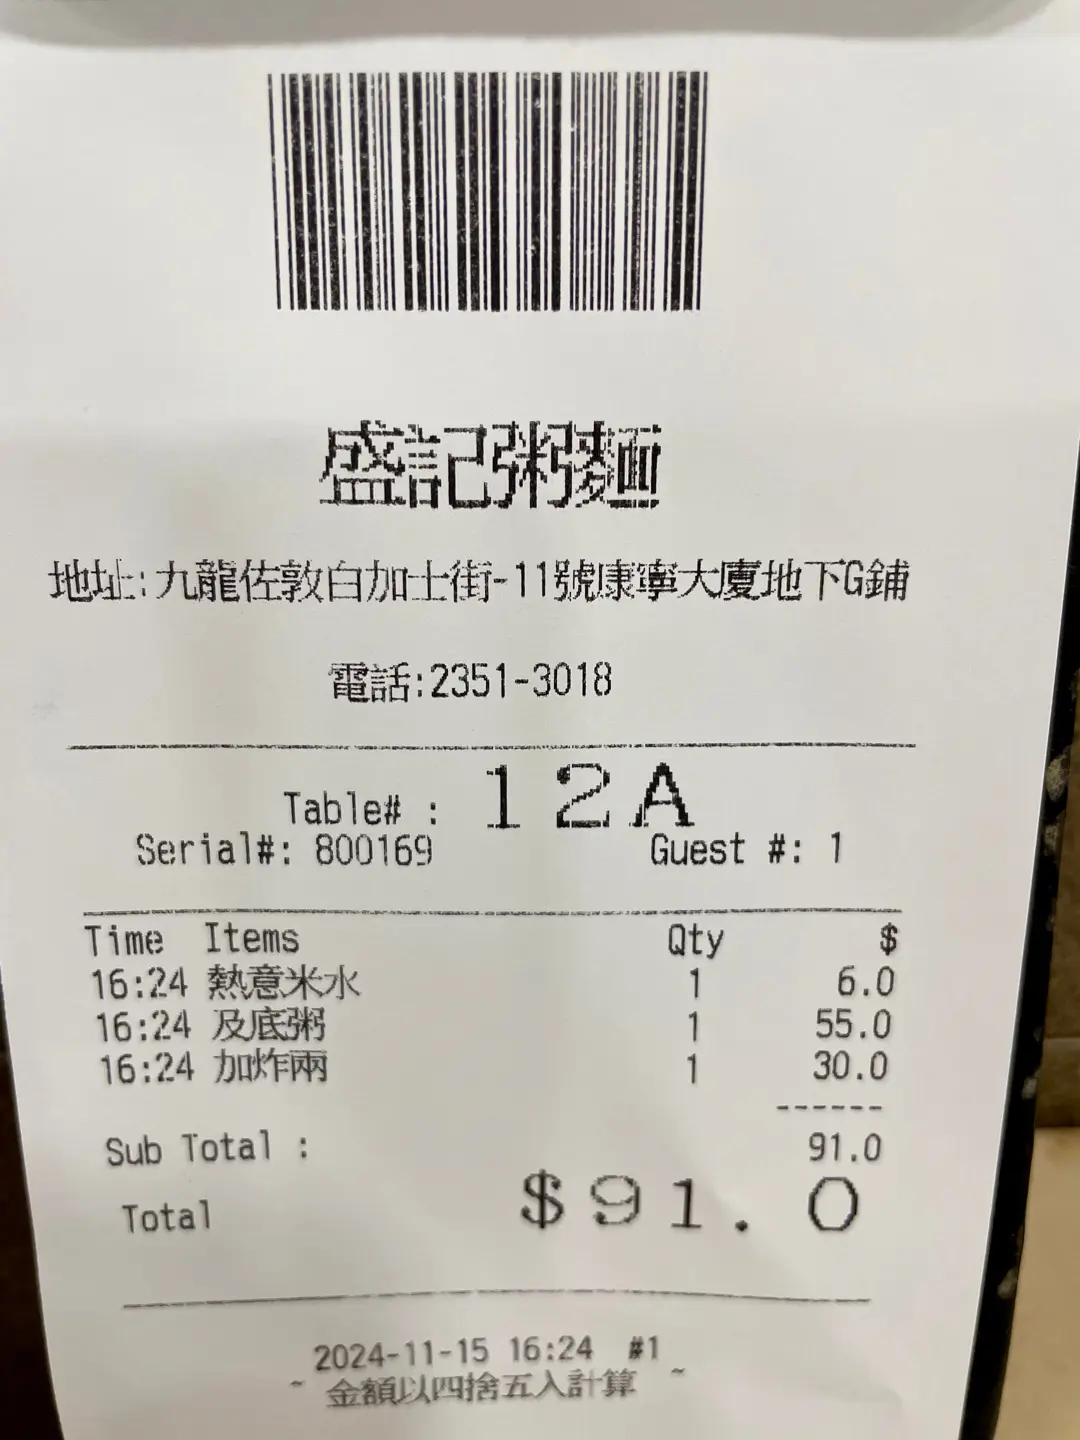 盛記粥麵
地址:九龍佐敦白加士街-11號康寧大廈地下G鋪
電話:2351-3018
Table# : 12A
Serial#: 800169 Guest #: 1
Time Items Qty $
16:24 熱意米水 1 6.0
16:24 及底粥 1 55.0
16:24 加炸兩 1 30.0
------
Sub Total : 91.0
Total $91.0
2024-11-15 16:24 #1
~ 金額以四捨五入計算 ~